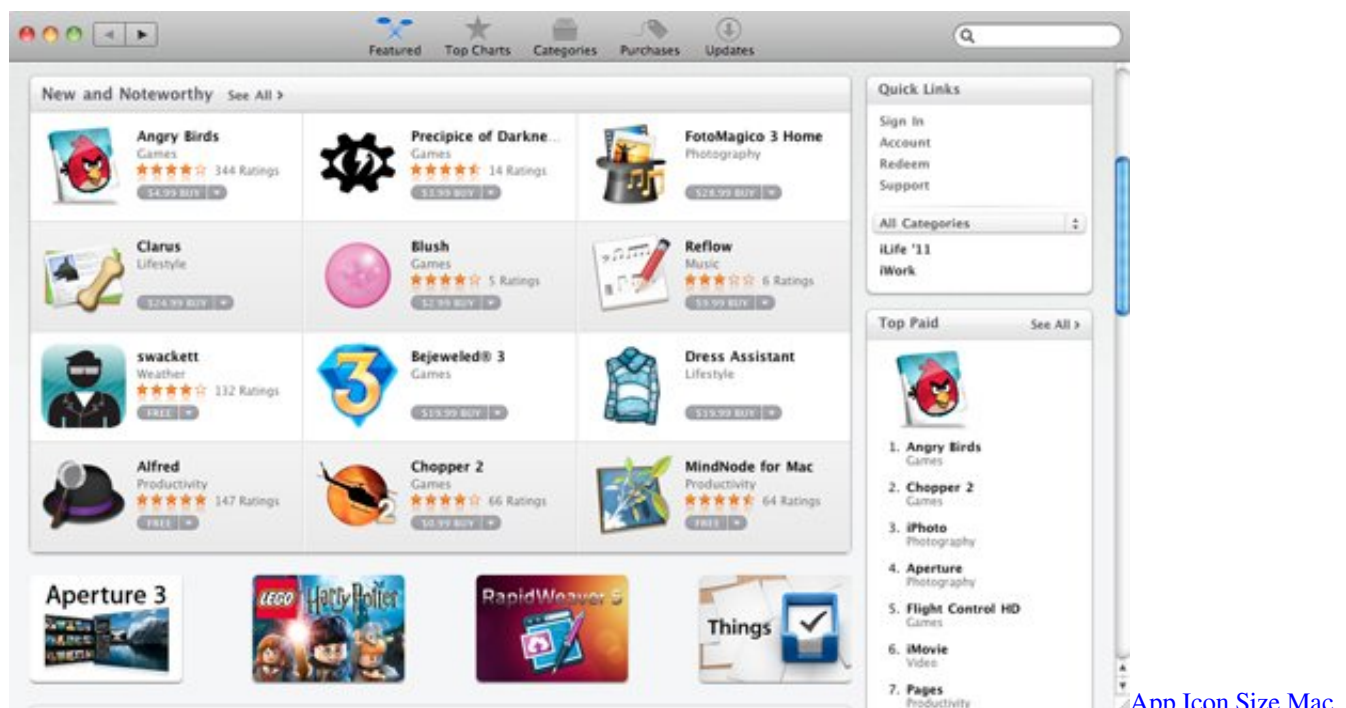 Featured Top Charts Categories Purchases Updates
New and Noteworthy See All >
Angry Birds
Games
344 Ratings
$4.99 BUY
Precipice of Darkne...
Games
14 Ratings
$3.99 BUY
FotoMagico 3 Home
Photography
$28.99 BUY
Clarus
Lifestyle
$24.99 BUY
Blush
Games
5 Ratings
$2.99 BUY
Reflow
Music
6 Ratings
$9.99 BUY
swackett
Weather
132 Ratings
FREE
3
Bejeweled® 3
Games
$19.99 BUY
Dress Assistant
Lifestyle
$19.99 BUY
Alfred
Productivity
147 Ratings
FREE
2
Chopper 2
Games
66 Ratings
$0.99 BUY
MindNode for Mac
Productivity
64 Ratings
FREE
Aperture 3
LEGO Harry Potter
RapidWeaver 5
Things
Quick Links
Sign In
Account
Redeem
Support
All Categories
iLife '11
iWork
Top Paid See All >
1. Angry Birds
Games
2. Chopper 2
Games
3. iPhoto
Photography
4. Aperture
Photography
5. Flight Control HD
Games
6. iMovie
Video
7. Pages
Productivity
App Icon Size Mac